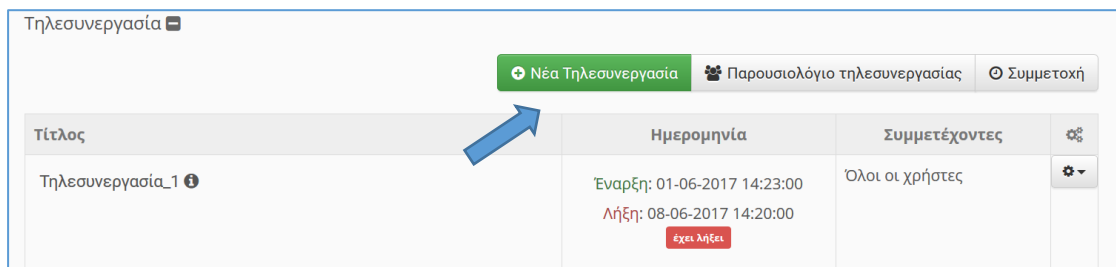 Τηλεσυνεργασία
Νέα Τηλεσυνεργασία Παρουσιολόγιο τηλεσυνεργασίας Συμμετοχή
Τίτλος Ημερομηνία Συμμετέχοντες
Τηλεσυνεργασία_1 Έναρξη: 01-06-2017 14:23:00 Όλοι οι χρήστες
Λήξη: 08-06-2017 14:20:00
έχει λήξει